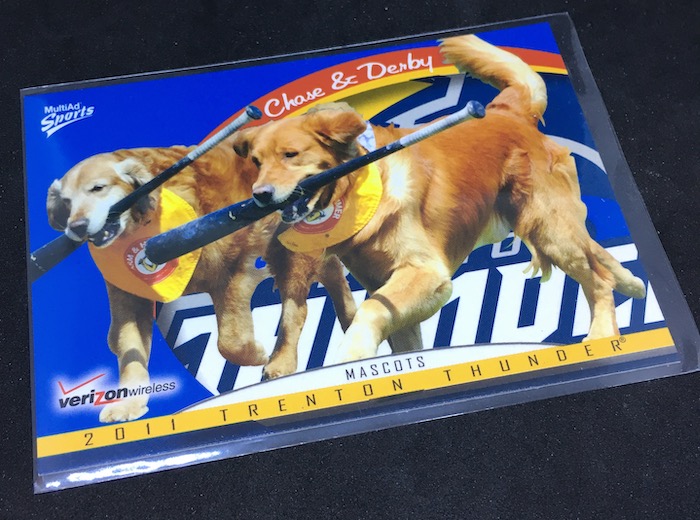 MultiAd
Sports
Chase & Derby
MASCOTS
verizonwireless
2011 TRENTON THUNDER®